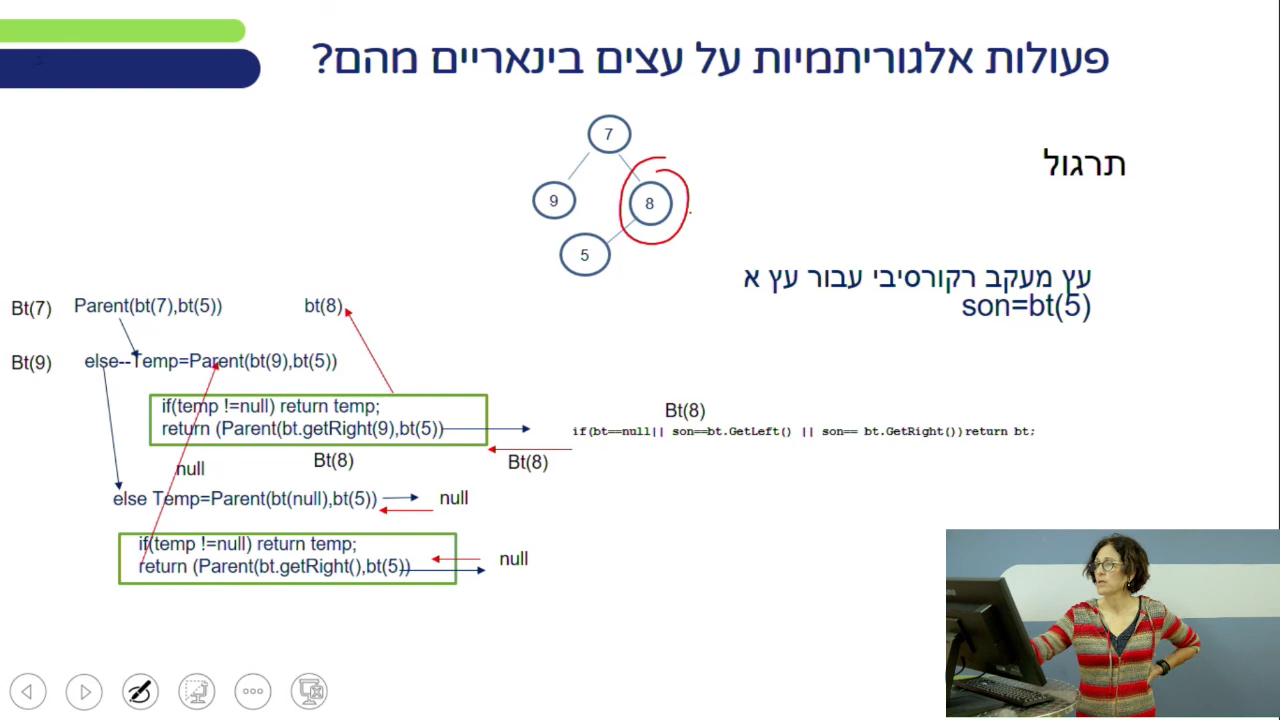 פעולות אלגוריתמיות על עצים בינאריים מהם?
תרגול
7
9
8
5
עץ מעקב רקורסיבי עבור עץ א
son=bt(5)
Bt(7) Parent(bt(7),bt(5)) bt(8)
Bt(9) else--Temp=Parent(bt(9),bt(5))
if(temp !=null) return temp;
return (Parent(bt.getRight(9),bt(5))
Bt(8)
if(bt==null|| son==bt.GetLeft() || son== bt.GetRight())return bt;
null Bt(8) Bt(8)
else Temp=Parent(bt(null),bt(5)) null
if(temp !=null) return temp;
return (Parent(bt.getRight(),bt(5)) null